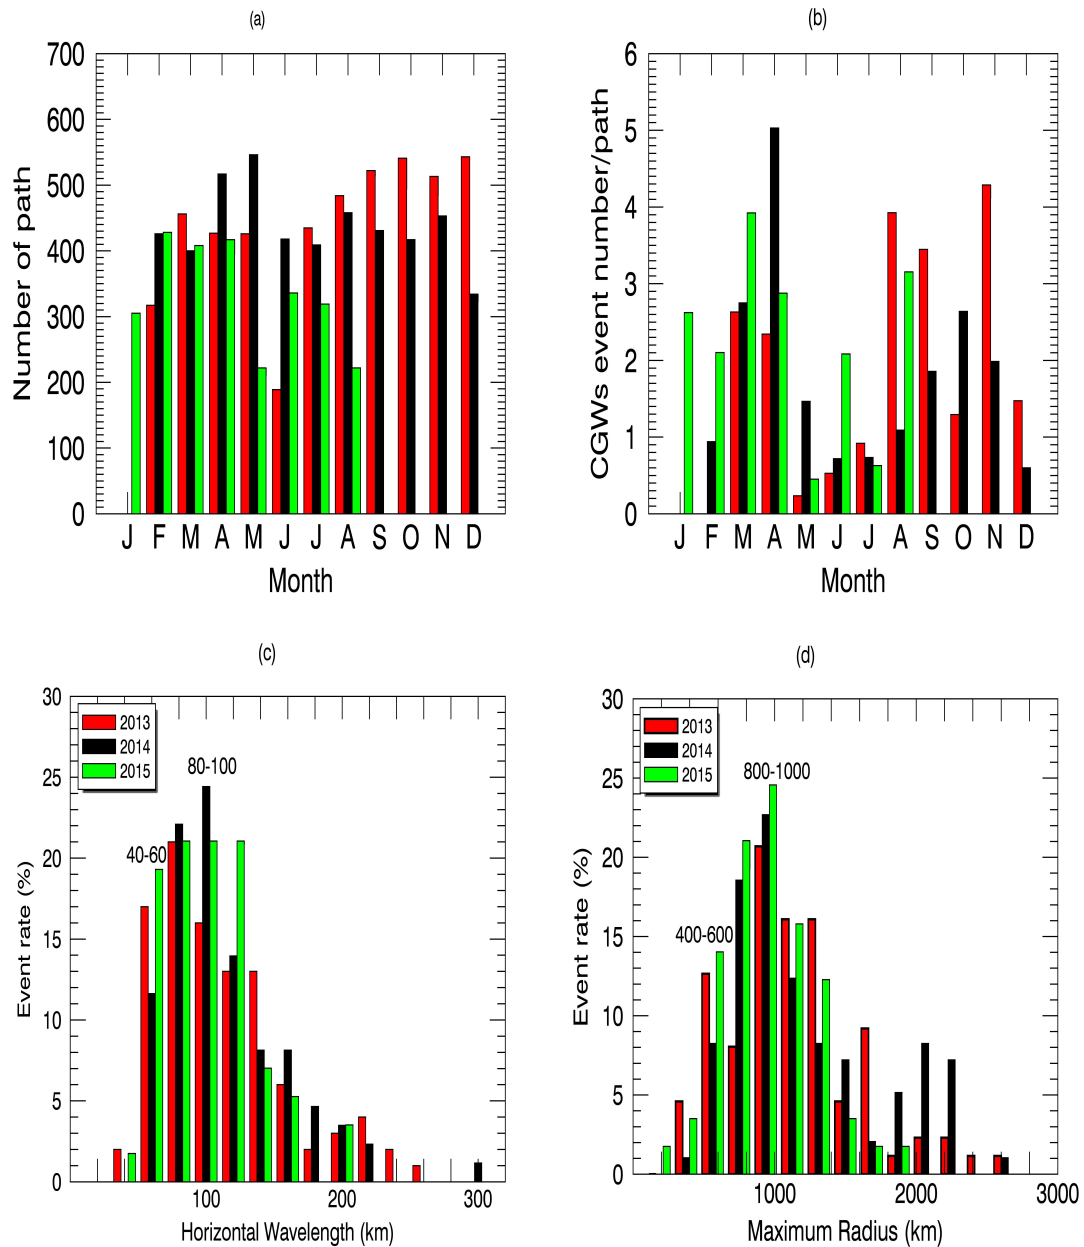 (a)
700
600
500
400
300
200
100
0
Number of path
J F M A M J J A S O N D
Month
(b)
6
5
4
3
2
1
0
CGWs event number/path
J F M A M J J A S O N D
Month
(c)
30
25
20
15
10
5
0
Event rate (%)
2013
2014
2015
80-100
40-60
100 200 300
Horizontal Wavelength (km)
(d)
30
25
20
15
10
5
0
Event rate (%)
2013
2014
2015
800-1000
400-600
1000 2000 3000
Maximum Radius (km)